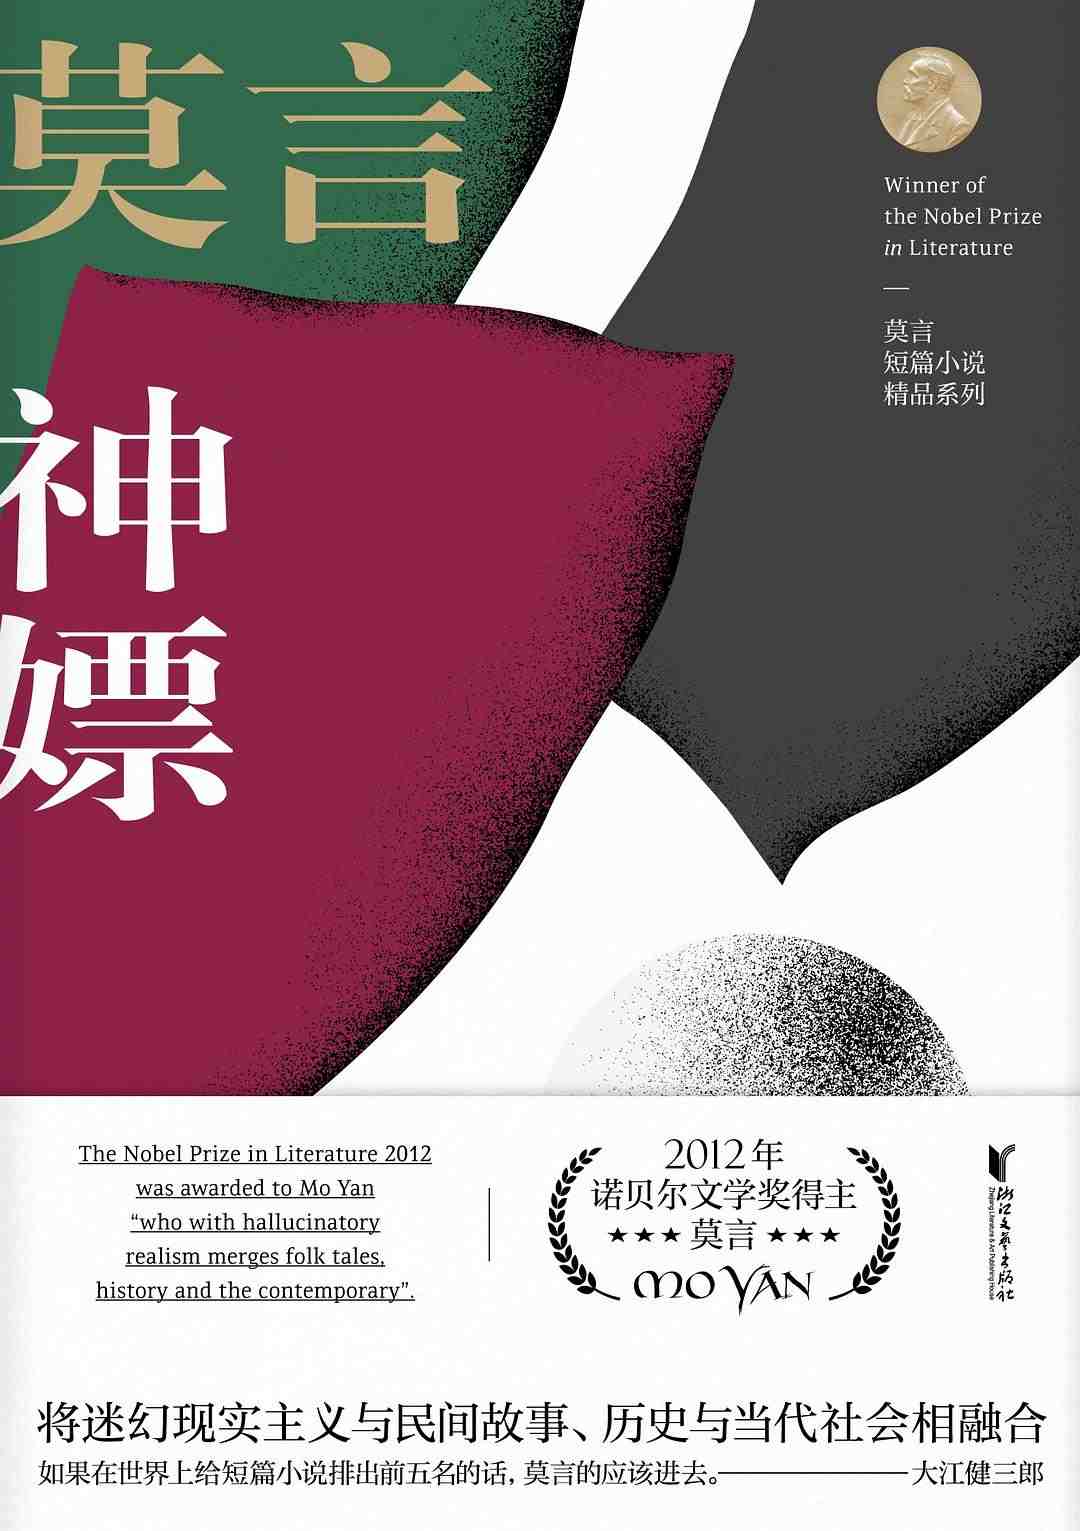 莫言
神
嫖
Winner of
the Nobel Prize
in Literature
—
莫言
短篇小说
精品系列
The Nobel Prize in Literature 2012
was awarded to Mo Yan
“who with hallucinatory
realism merges folk tales,
history and the contemporary”.
2012年
诺贝尔文学奖得主
★★★莫言★★★
MO YAN
浙江文艺出版社
Zhejiang Literature & Art Publishing House
将迷幻现实主义与民间故事、历史与当代社会相融合
如果在世界上给短篇小说排出前五名的话，莫言的应该进去。——大江健三郎